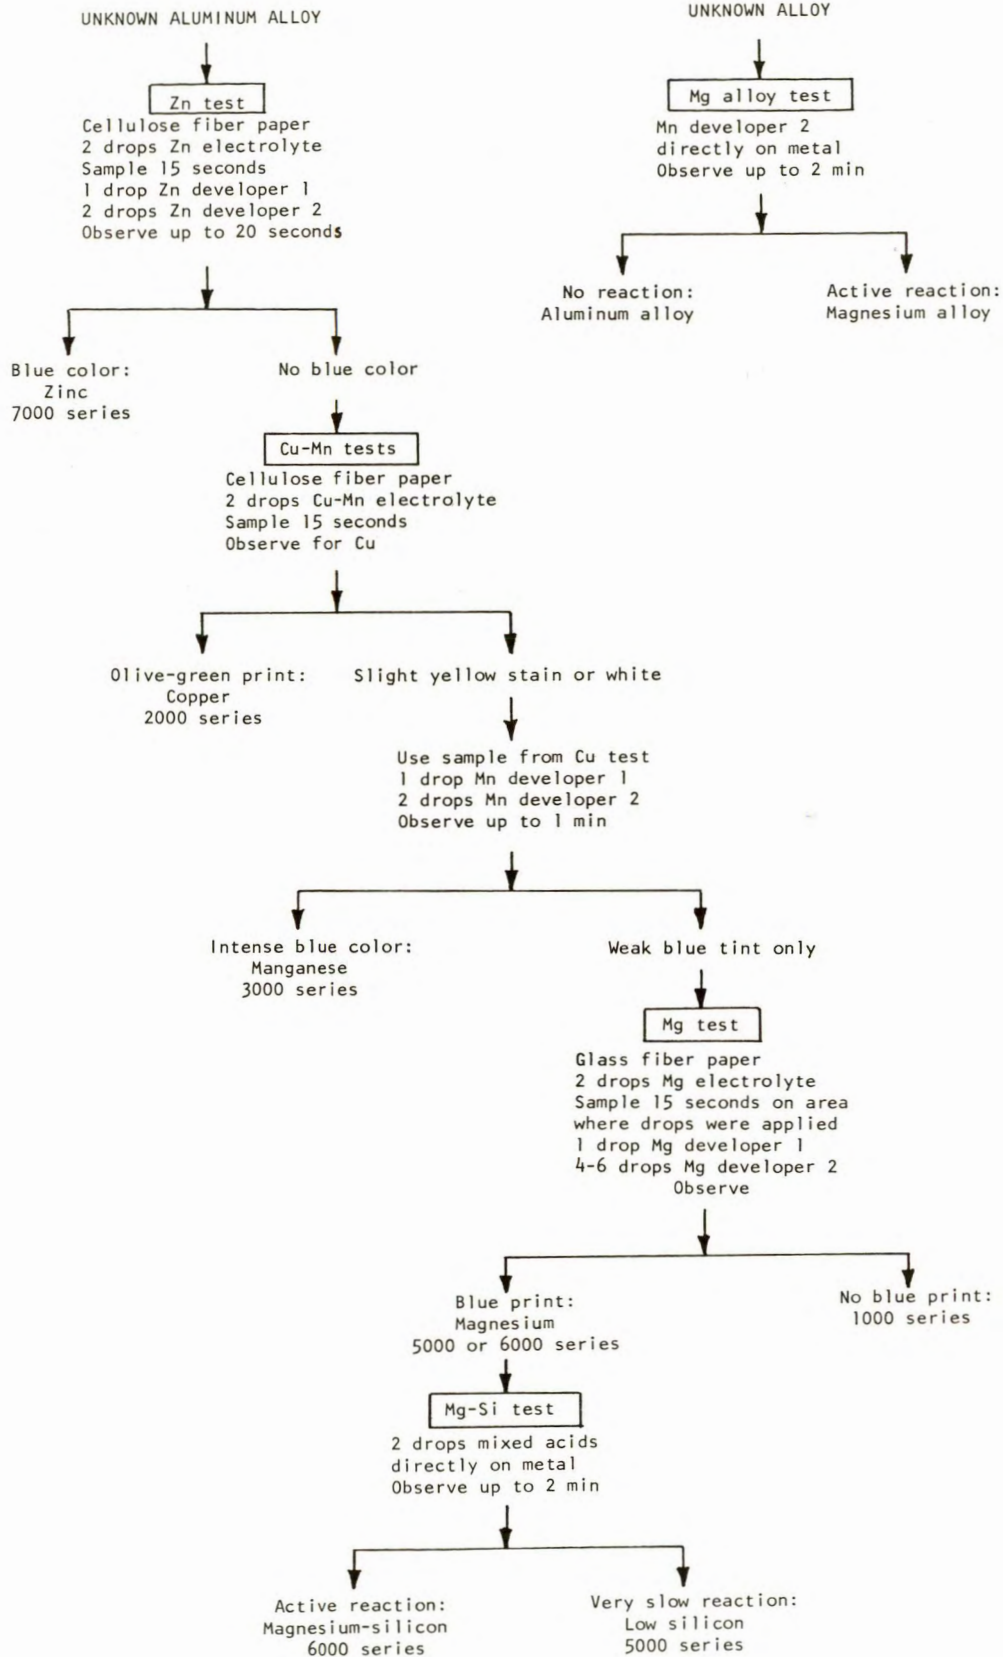 UNKNOWN ALUMINUM ALLOY
Zn test
Cellulose fiber paper
2 drops Zn electrolyte
Sample 15 seconds
1 drop Zn developer 1
2 drops Zn developer 2
Observe up to 20 seconds
UNKNOWN ALLOY
Mg alloy test
Mn developer 2
directly on metal
Observe up to 2 min
No reaction:
Aluminum alloy
Active reaction:
Magnesium alloy
Blue color:
Zinc
7000 series
No blue color
Cu-Mn tests
Cellulose fiber paper
2 drops Cu-Mn electrolyte
Sample 15 seconds
Observe for Cu
Olive-green print:
Copper
2000 series
Slight yellow stain or white
Use sample from Cu test
1 drop Mn developer 1
2 drops Mn developer 2
Observe up to 1 min
Intense blue color:
Manganese
3000 series
Weak blue tint only
Mg test
Glass fiber paper
2 drops Mg electrolyte
Sample 15 seconds on area
where drops were applied
1 drop Mg developer 1
4-6 drops Mg developer 2
Observe
Blue print:
Magnesium
5000 or 6000 series
No blue print:
1000 series
Mg-Si test
2 drops mixed acids
directly on metal
Observe up to 2 min
Active reaction:
Magnesium-silicon
6000 series
Very slow reaction:
Low silicon
5000 series